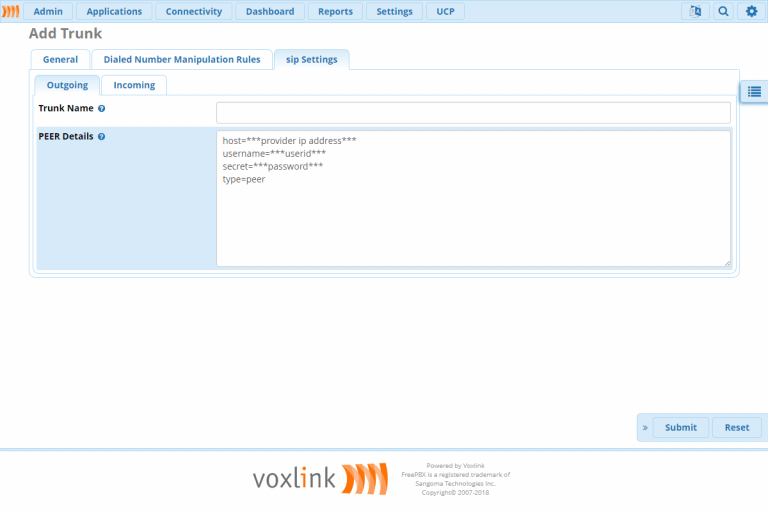 Admin Applications Connectivity Dashboard Reports Settings UCP
Add Trunk
General Dialed Number Manipulation Rules sip Settings
Outgoing Incoming
Trunk Name
PEER Details
host=***provider ip address***
username=***userid***
secret=***password***
type=peer
» Submit Reset
voxlink
Powered by Voxlink
FreePBX is a registered trademark of
Sangoma Technologies Inc.
Copyright© 2007-2018